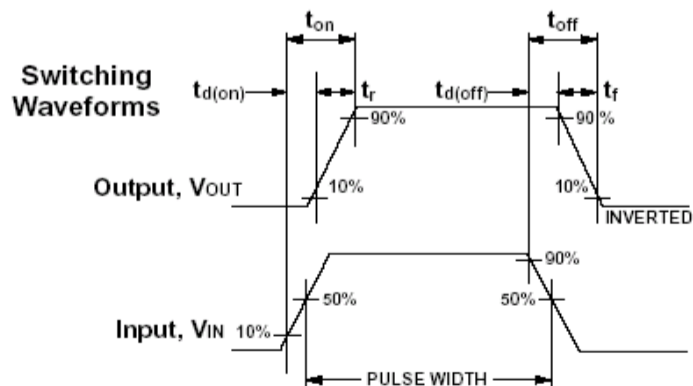 ton
toff
Switching
Waveforms
td(on)
tr
td(off)
tf
90%
90%
Output, VOUT
10%
10%
INVERTED
90%
50%
50%
Input, VIN
10%
PULSE WIDTH